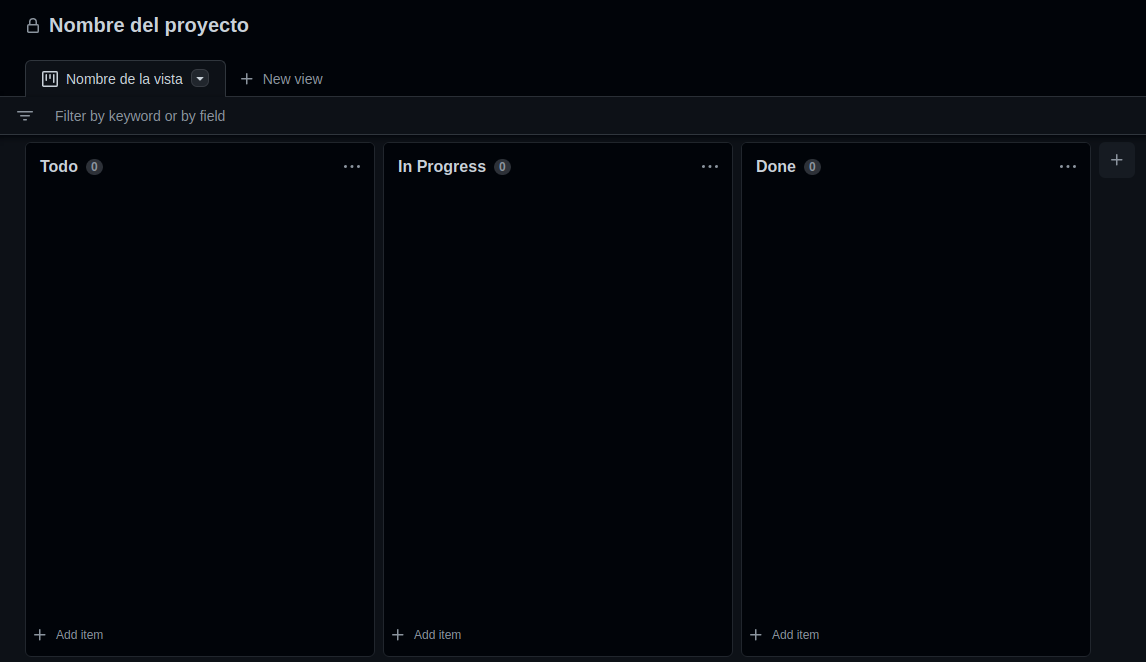 Nombre del proyecto
Nombre de la vista
New view
Filter by keyword or by field
Todo 0
In Progress 0
Done 0
Add item
Add item
Add item